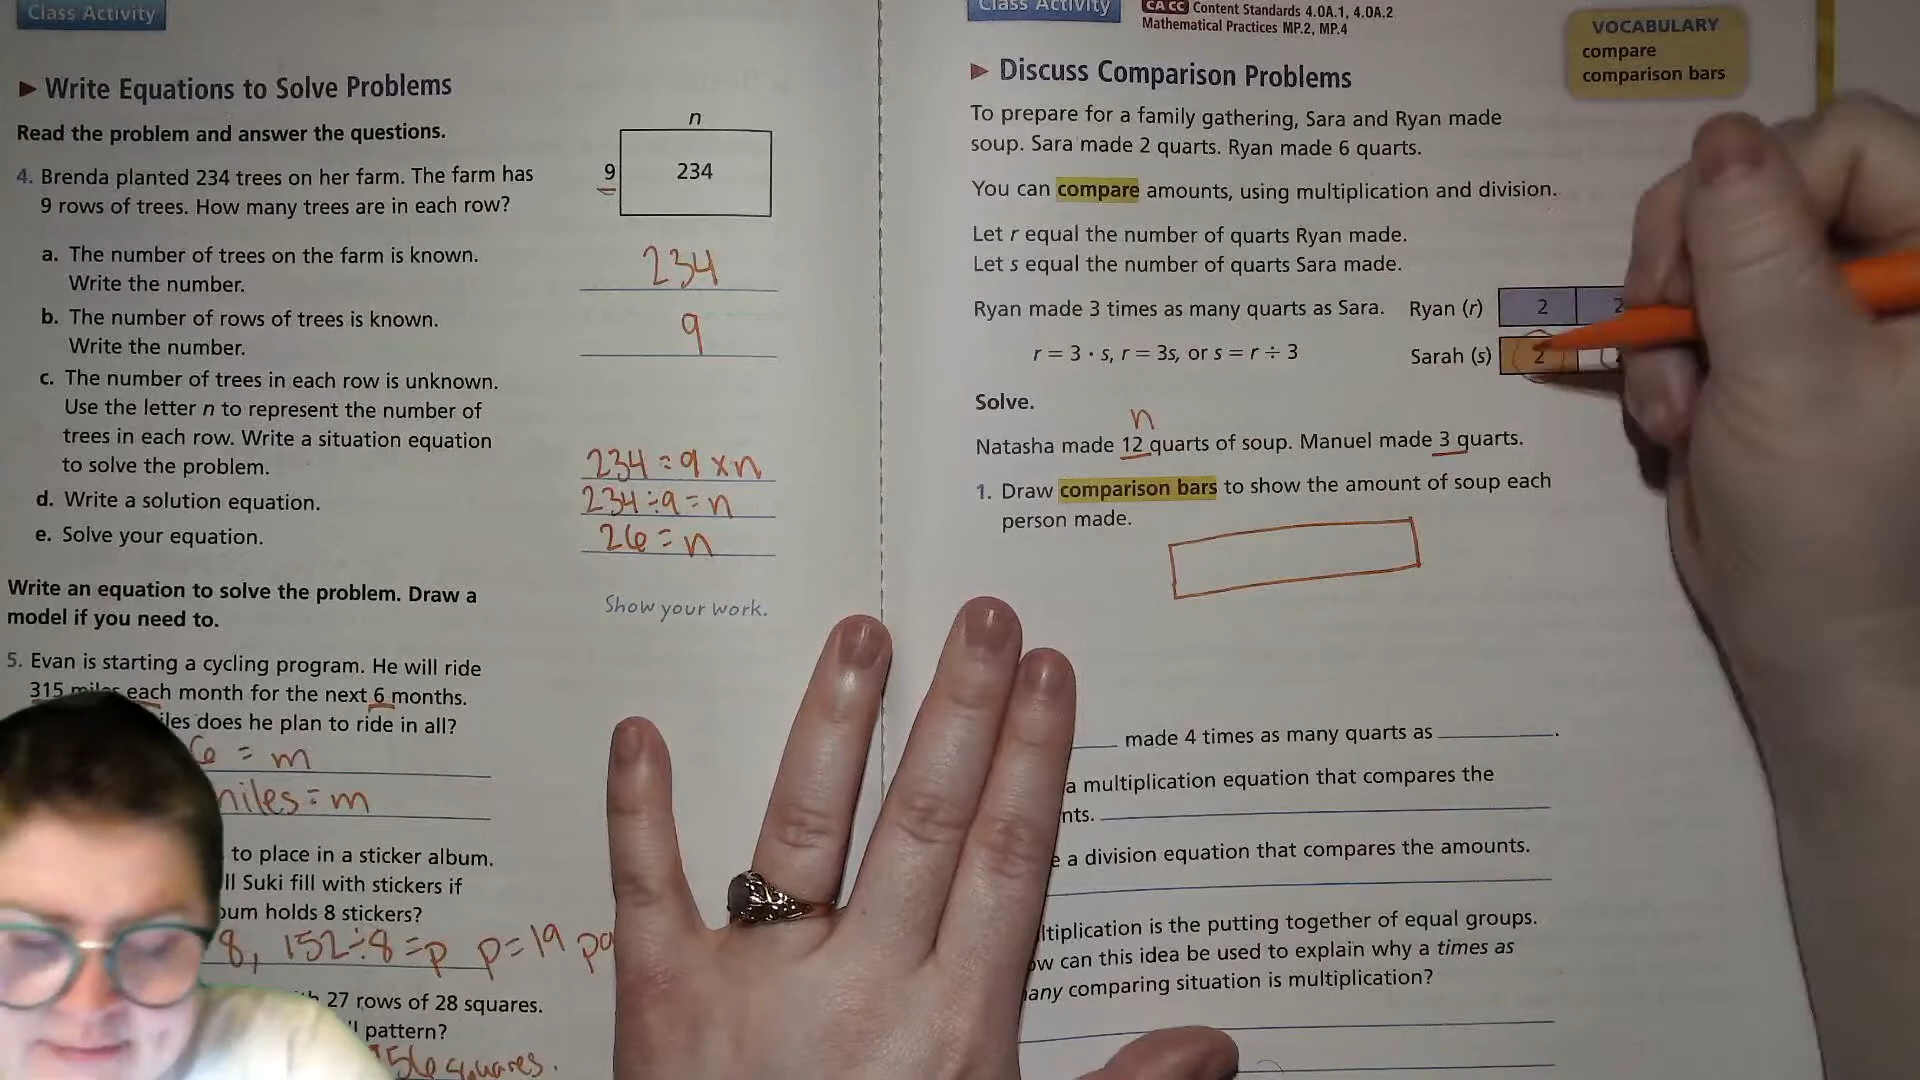 Class Activity
Write Equations to Solve Problems
Read the problem and answer the questions.
4. Brenda planted 234 trees on her farm. The farm has
9 rows of trees. How many trees are in each row?
n
9
234
a. The number of trees on the farm is known.
Write the number.
234
b. The number of rows of trees is known.
Write the number.
9
c. The number of trees in each row is unknown.
Use the letter n to represent the number of
trees in each row. Write a situation equation
to solve the problem.
234 = 9 x n
d. Write a solution equation.
234 ÷ 9 = n
e. Solve your equation.
26 = n
Write an equation to solve the problem. Draw a
model if you need to.
Show your work.
5. Evan is starting a cycling program. He will ride
315 miles each month for the next 6 months.
does he plan to ride in all?
= m
miles = m
to place in a sticker album.
Suki fill with stickers if
holds 8 stickers?
8, 152 ÷ 8 = p p = 19
27 rows of 28 squares.
pattern?
squares.
Class Activity
CA CC Content Standards 4.OA.1, 4.OA.2
Mathematical Practices MP.2, MP.4
VOCABULARY
compare
comparison bars
Discuss Comparison Problems
To prepare for a family gathering, Sara and Ryan made
soup. Sara made 2 quarts. Ryan made 6 quarts.
You can compare amounts, using multiplication and division.
Let r equal the number of quarts Ryan made.
Let s equal the number of quarts Sara made.
Ryan made 3 times as many quarts as Sara. Ryan (r) 2 2
r = 3 · s, r = 3s, or s = r ÷ 3 Sarah (s) 2
Solve.
n
Natasha made 12 quarts of soup. Manuel made 3 quarts.
1. Draw comparison bars to show the amount of soup each
person made.
made 4 times as many quarts as
a multiplication equation that compares the
a division equation that compares the amounts.
is the putting together of equal groups.
can this idea be used to explain why a times as
comparing situation is multiplication?